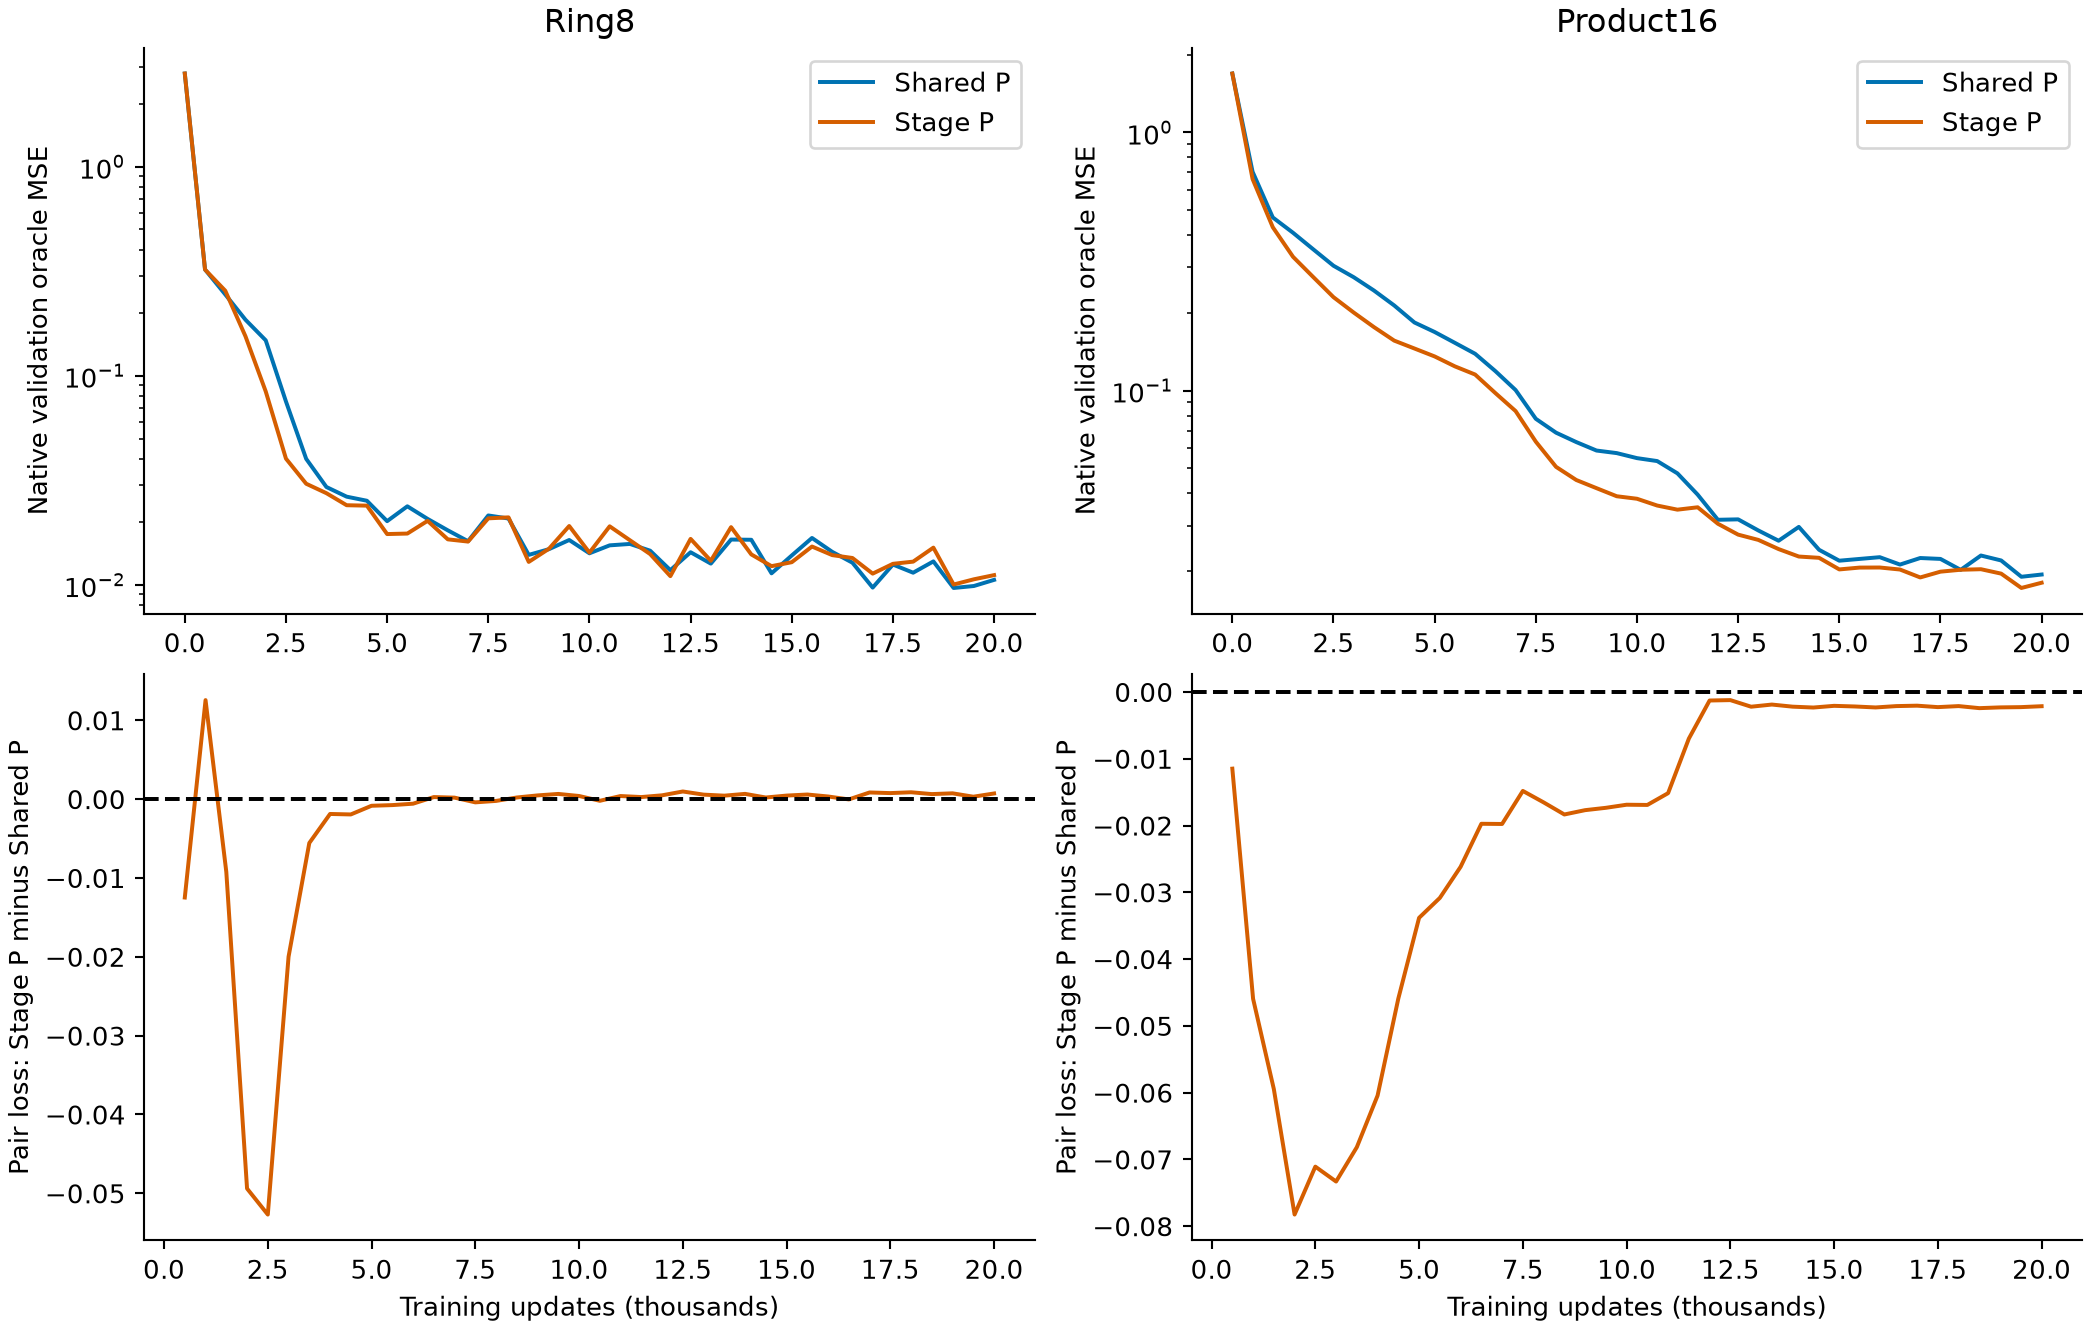 Ring8
Native validation oracle MSE
10⁰
10⁻¹
10⁻²
Shared P
Stage P
0.0 2.5 5.0 7.5 10.0 12.5 15.0 17.5 20.0
Product16
Native validation oracle MSE
10⁰
10⁻¹
Shared P
Stage P
0.0 2.5 5.0 7.5 10.0 12.5 15.0 17.5 20.0
Pair loss: Stage P minus Shared P
0.01
0.00
−0.01
−0.02
−0.03
−0.04
−0.05
0.0 2.5 5.0 7.5 10.0 12.5 15.0 17.5 20.0
Training updates (thousands)
Pair loss: Stage P minus Shared P
0.00
−0.01
−0.02
−0.03
−0.04
−0.05
−0.06
−0.07
−0.08
0.0 2.5 5.0 7.5 10.0 12.5 15.0 17.5 20.0
Training updates (thousands)